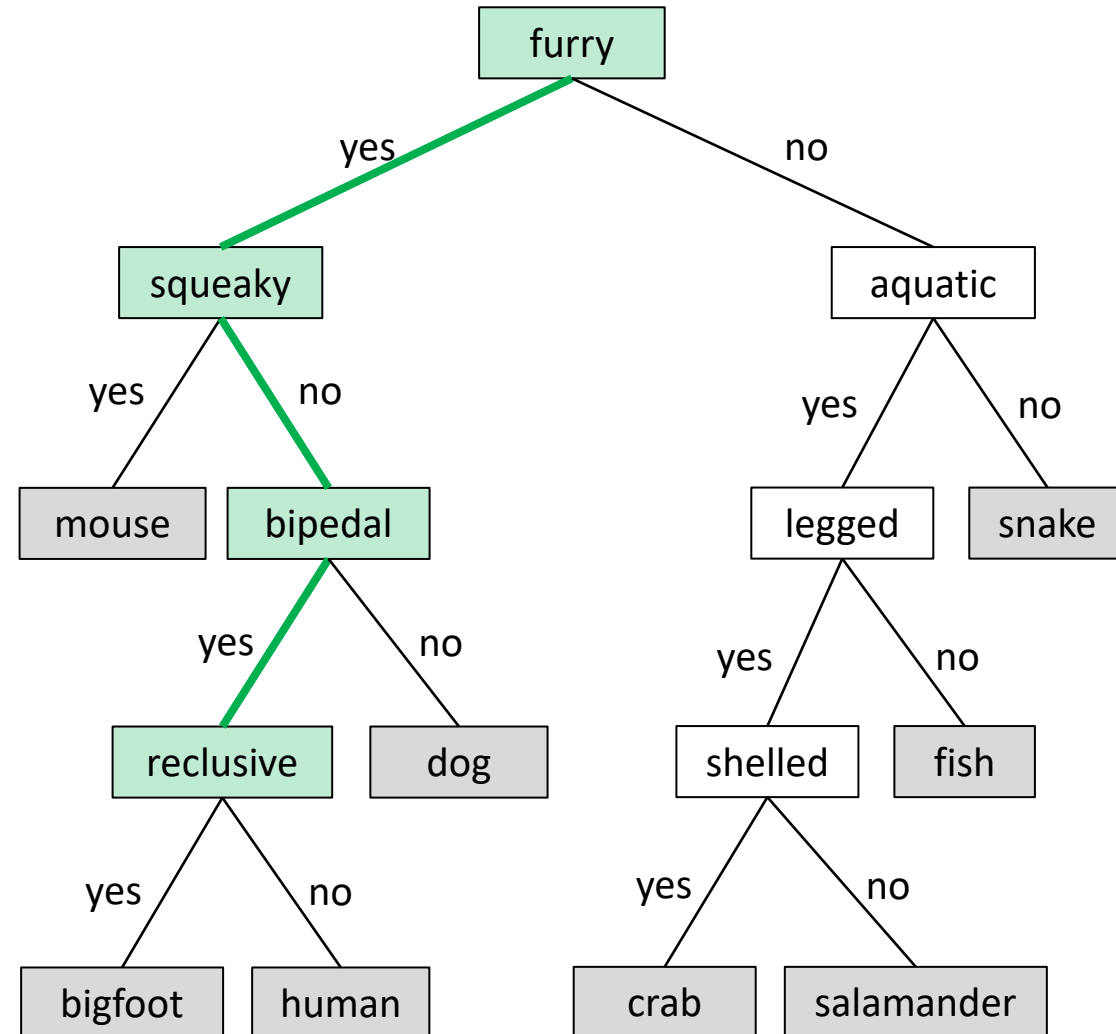 furry
yes
no
squeaky
aquatic
yes
no
yes
no
mouse
bipedal
legged
snake
yes
no
yes
no
reclusive
dog
shelled
fish
yes
no
yes
no
bigfoot
human
crab
salamander